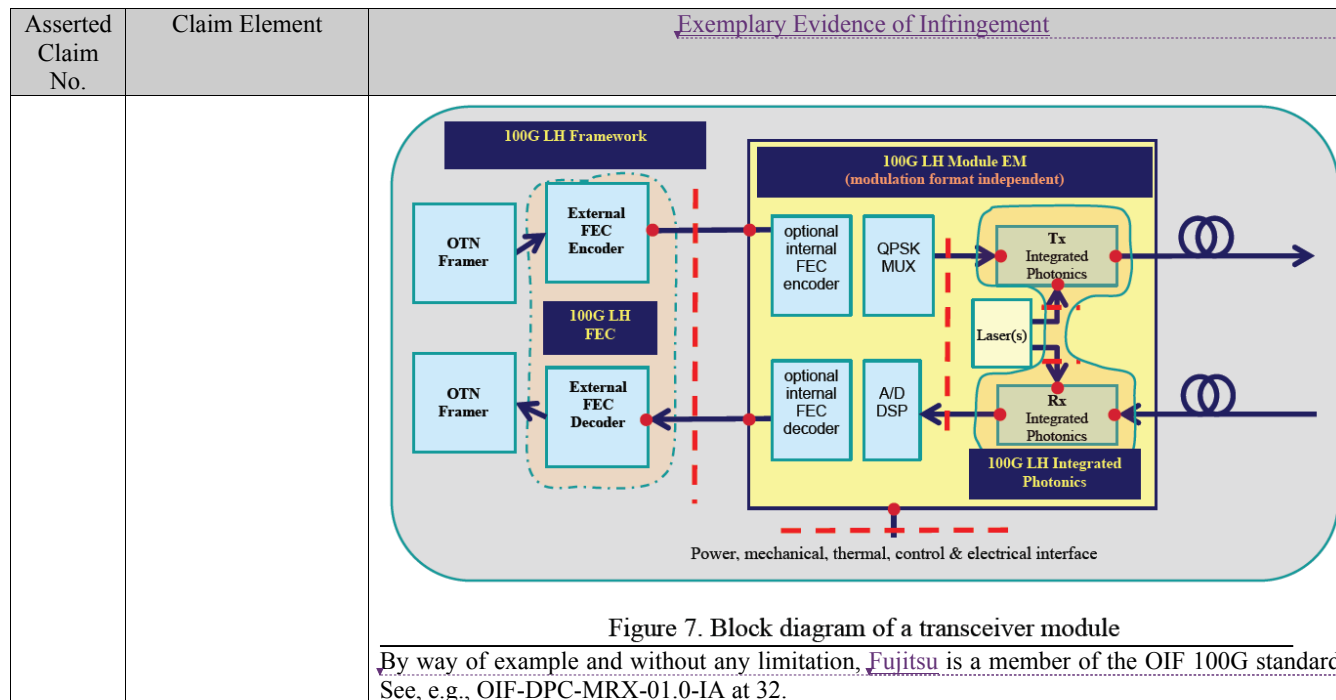 Asserted
Claim
No.
Claim Element
Exemplary Evidence of Infringement
100G LH Framework
100G LH Module EM
(modulation format independent)
OTN
Framer
External
FEC
Encoder
optional
internal
FEC
encoder
QPSK
MUX
Tx
Integrated
Photonics
100G LH
FEC
Laser(s)
OTN
Framer
External
FEC
Decoder
optional
internal
FEC
decoder
A/D
DSP
Rx
Integrated
Photonics
100G LH Integrated
Photonics
Power, mechanical, thermal, control & electrical interface
Figure 7. Block diagram of a transceiver module
By way of example and without any limitation, Fujitsu is a member of the OIF 100G standard
See, e.g., OIF-DPC-MRX-01.0-IA at 32.